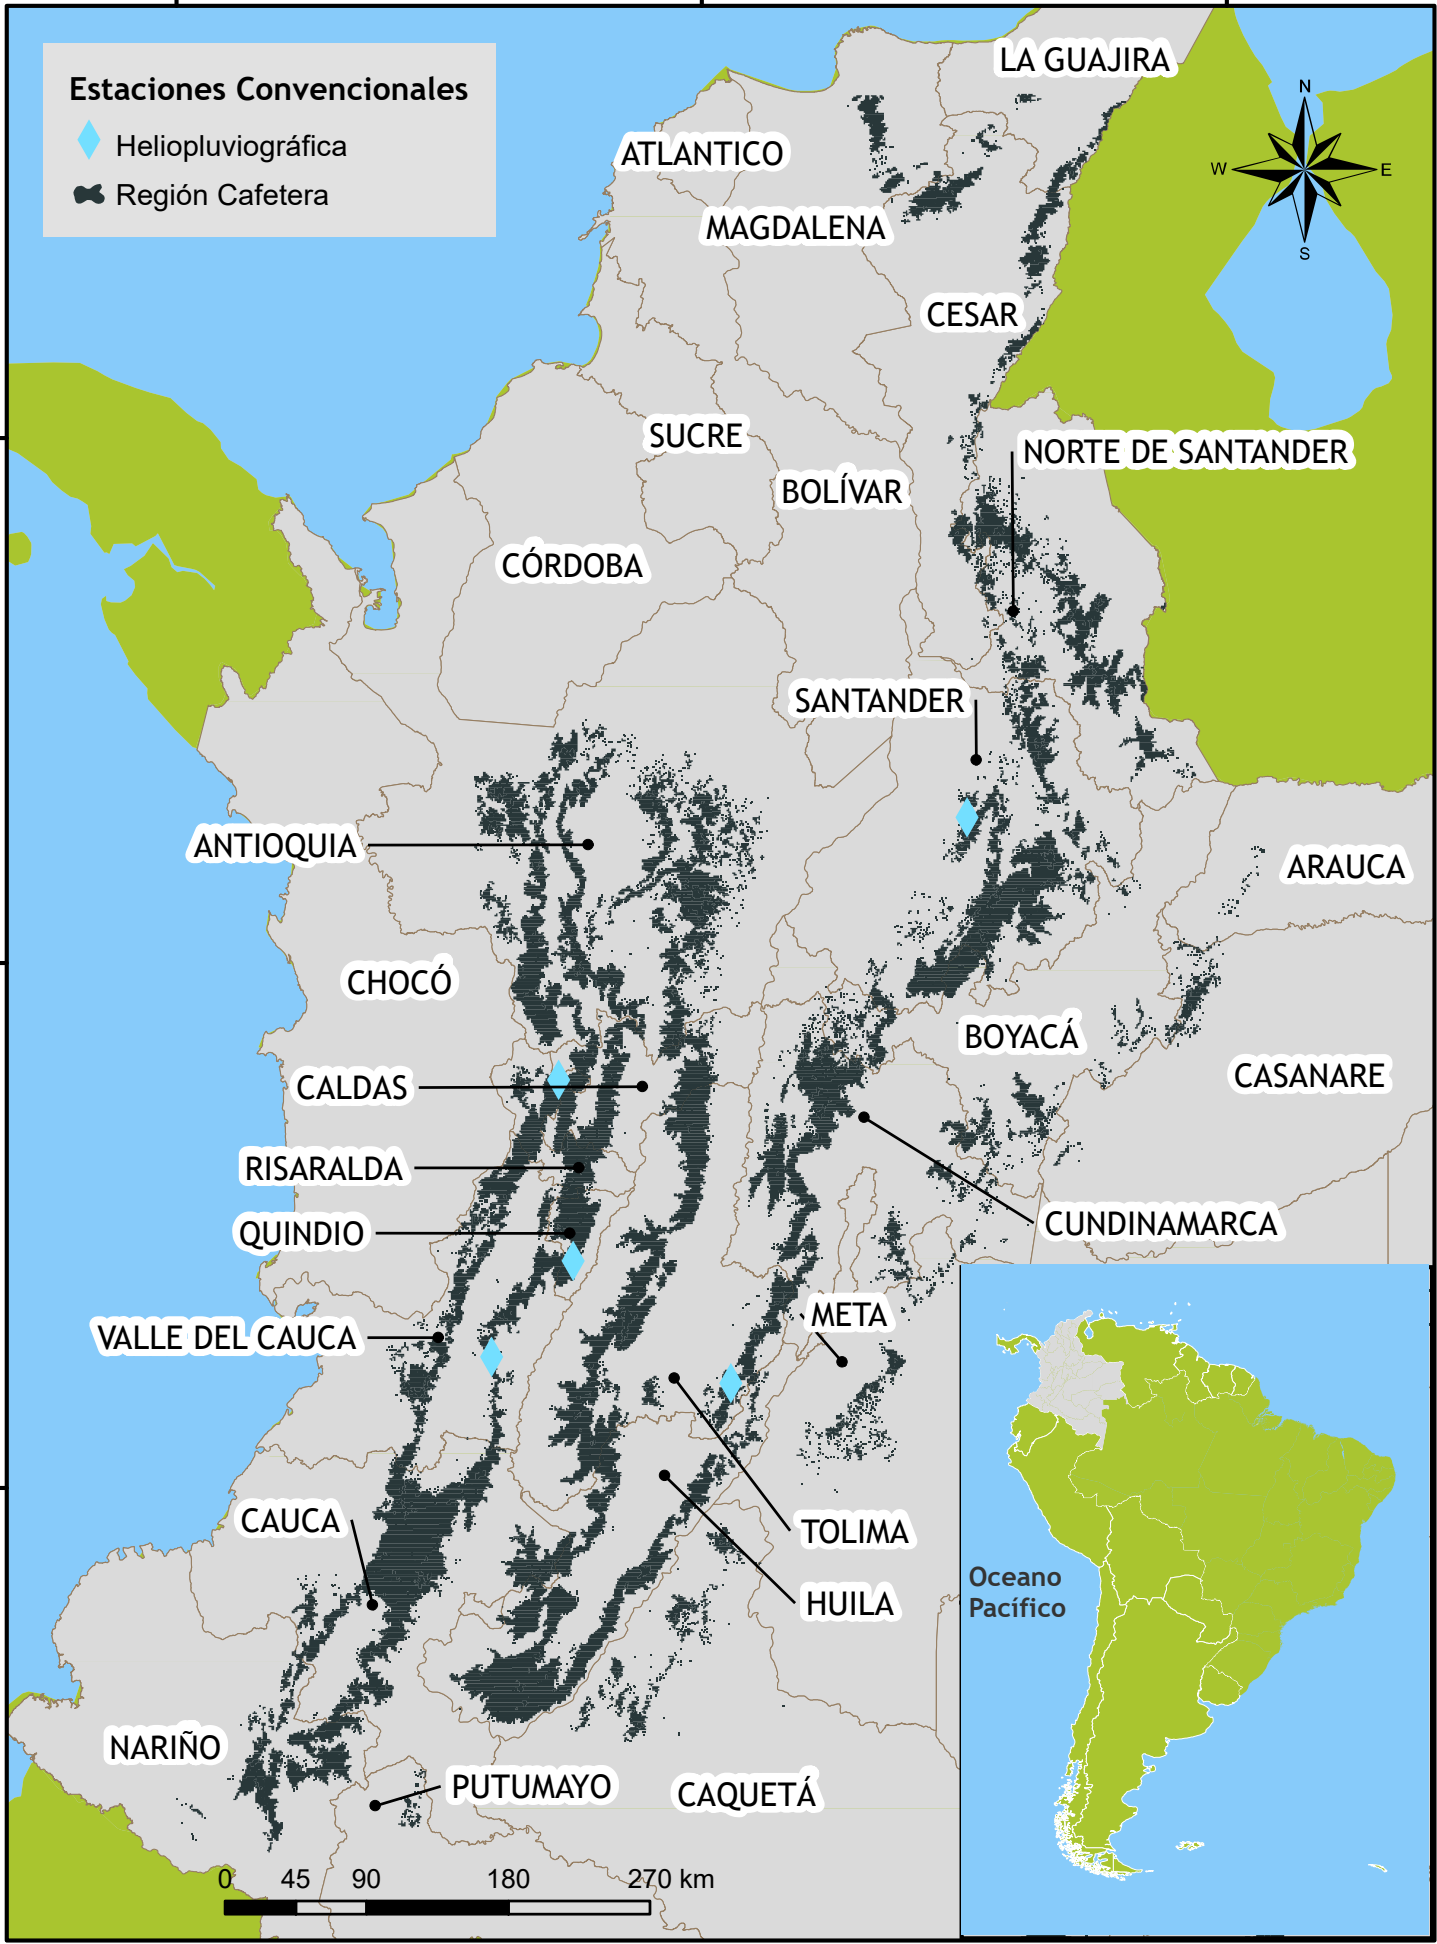 Estaciones Convencionales
Heliopluviográfica
Región Cafetera
LA GUAJIRA
N
W
E
S
ATLANTICO
MAGDALENA
CESAR
SUCRE
NORTE DE SANTANDER
BOLÍVAR
CÓRDOBA
SANTANDER
ANTIOQUIA
ARAUCA
CHOCÓ
BOYACÁ
CALDAS
CASANARE
RISARALDA
QUINDIO
CUNDINAMARCA
META
VALLE DEL CAUCA
CAUCA
TOLIMA
HUILA
Oceano
Pacífico
NARIÑO
PUTUMAYO
CAQUETÁ
0 45 90 180 270 km